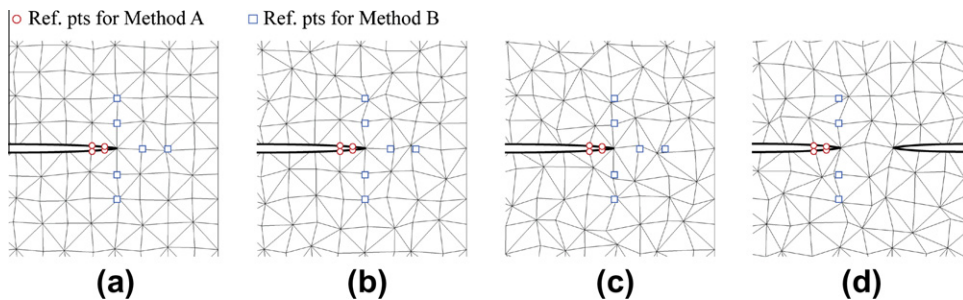 Ref. pts for Method A Ref. pts for Method B
(a) (b) (c) (d)